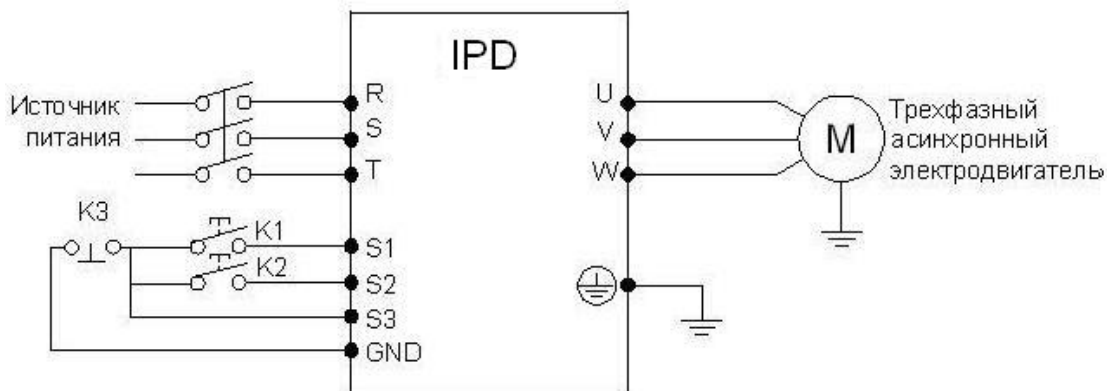 IPD
Источник
питания
R
S
T
U
V
W
M
Трехфазный
асинхронный
электродвигатель
K3
K1
K2
S1
S2
S3
GND